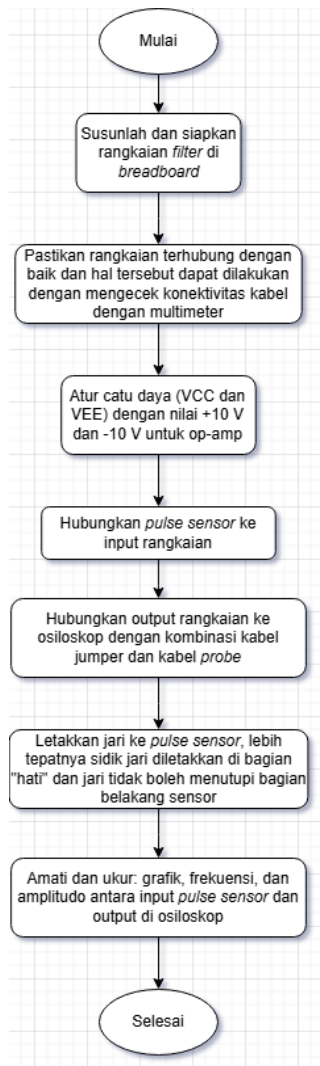 Mulai
Susunlah dan siapkan
rangkaian filter di
breadboard
Pastikan rangkaian terhubung dengan
baik dan hal tersebut dapat dilakukan
dengan mengecek konektivitas kabel
dengan multimeter
Atur catu daya (VCC dan
VEE) dengan nilai +10 V
dan -10 V untuk op-amp
Hubungkan pulse sensor ke
input rangkaian
Hubungkan output rangkaian ke
osiloskop dengan kombinasi kabel
jumper dan kabel probe
Letakkan jari ke pulse sensor, lebih
tepatnya sidik jari diletakkan di bagian
"hati" dan jari tidak boleh menutupi bagian
belakang sensor
Amati dan ukur: grafik, frekuensi, dan
amplitudo antara input pulse sensor dan
output di osiloskop
Selesai